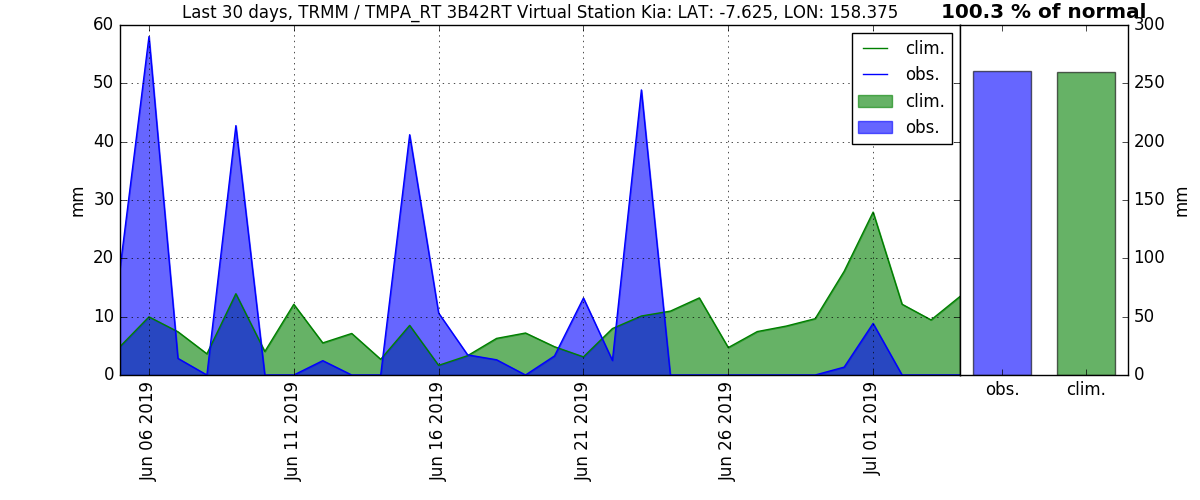 Last 30 days, TRMM / TMPA_RT 3B42RT Virtual Station Kia: LAT: -7.625, LON: 158.375
100.3 % of normal
60
50
40
30
20
10
0
mm
clim.
obs.
clim.
obs.
Jun 06 2019
Jun 11 2019
Jun 16 2019
Jun 21 2019
Jun 26 2019
Jul 01 2019
300
250
200
150
100
50
0
mm
obs.
clim.